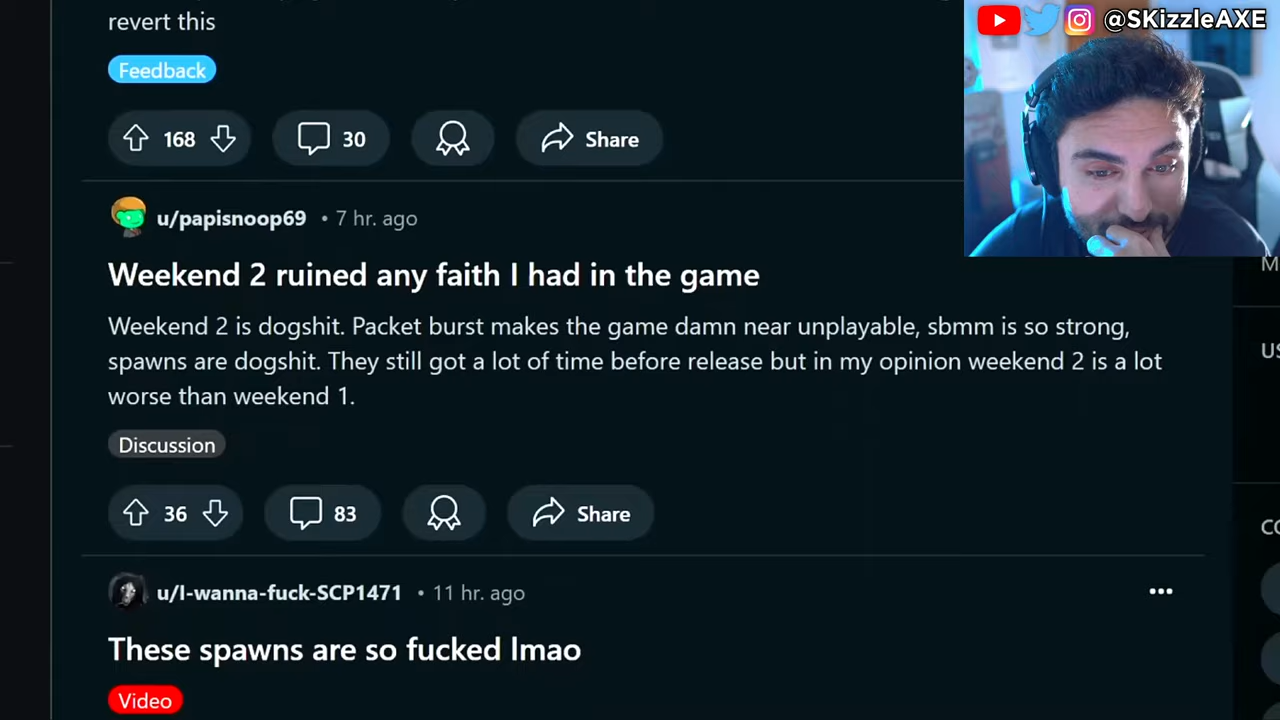 @SKizzleAXE
revert this
Feedback
168
30
Share
u/papisnoop69 • 7 hr. ago
Weekend 2 ruined any faith I had in the game
Weekend 2 is dogshit. Packet burst makes the game damn near unplayable, sbmm is so strong,
spawns are dogshit. They still got a lot of time before release but in my opinion weekend 2 is a lot
worse than weekend 1.
Discussion
36
83
Share
u/I-wanna-fuck-SCP1471 • 11 hr. ago
These spawns are so fucked lmao
Video